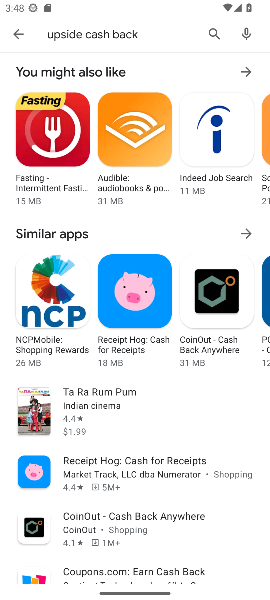 3:48
upside cash back
You might also like
Fasting
Fasting - Intermittent Fasti...
15 MB
Audible: audiobooks & po...
31 MB
Indeed Job Search
11 MB
Similar apps
NCP
NCPMobile: Shopping Rewards
26 MB
Receipt Hog: Cash for Receipts
18 MB
CoinOut - Cash Back Anywhere
31 MB
Ta Ra Rum Pum
Indian cinema
4.4★
$1.99
Receipt Hog: Cash for Receipts
Market Track, LLC dba Numerator • Shopping
4.4★ 5M+
CoinOut - Cash Back Anywhere
CoinOut • Shopping
4.1★ 1M+
Coupons.com: Earn Cash Back